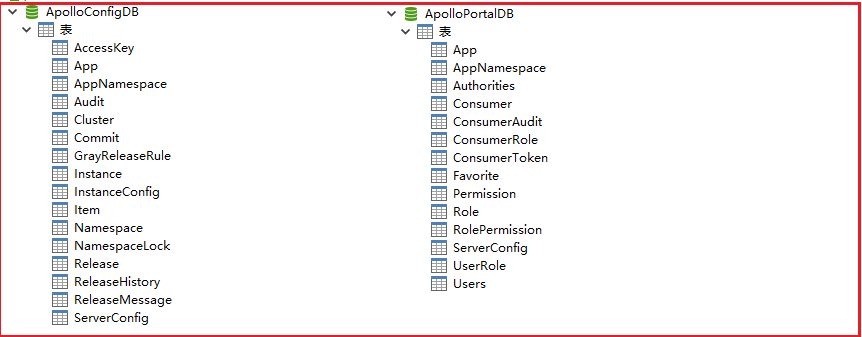 ApolloConfigDB
表
AccessKey
App
AppNamespace
Audit
Cluster
Commit
GrayReleaseRule
Instance
InstanceConfig
Item
Namespace
NamespaceLock
Release
ReleaseHistory
ReleaseMessage
ServerConfig
ApolloPortalDB
表
App
AppNamespace
Authorities
Consumer
ConsumerAudit
ConsumerRole
ConsumerToken
Favorite
Permission
Role
RolePermission
ServerConfig
UserRole
Users